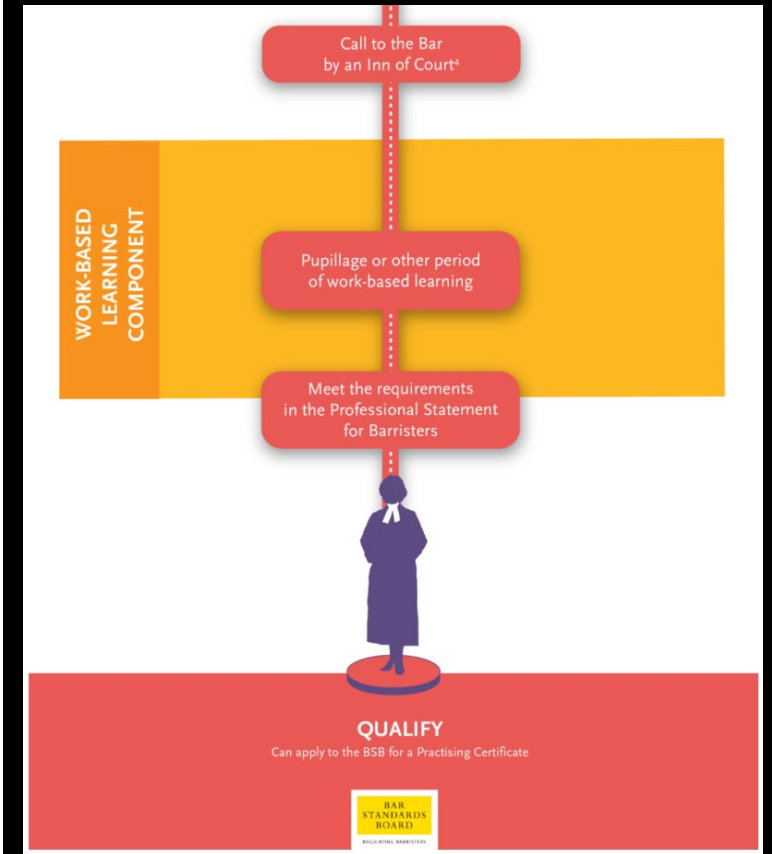 Call to the Bar
by an Inn of Court⁴
WORK-BASED
LEARNING
COMPONENT
Pupillage or other period
of work-based learning
Meet the requirements
in the Professional Statement
for Barristers
QUALIFY
Can apply to the BSB for a Practising Certificate
BAR
STANDARDS
BOARD
REGULATING BARRISTERS